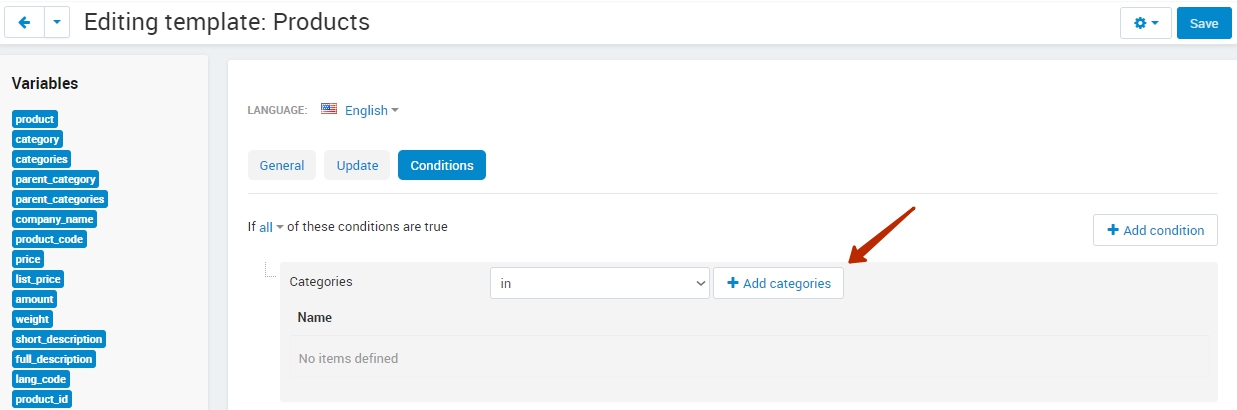 Editing template: Products
Save
Variables
product
category
categories
parent_category
parent_categories
company_name
product_code
price
list_price
amount
weight
short_description
full_description
lang_code
product_id
LANGUAGE: English
General Update Conditions
If all of these conditions are true
+ Add condition
Categories in + Add categories
Name
No items defined